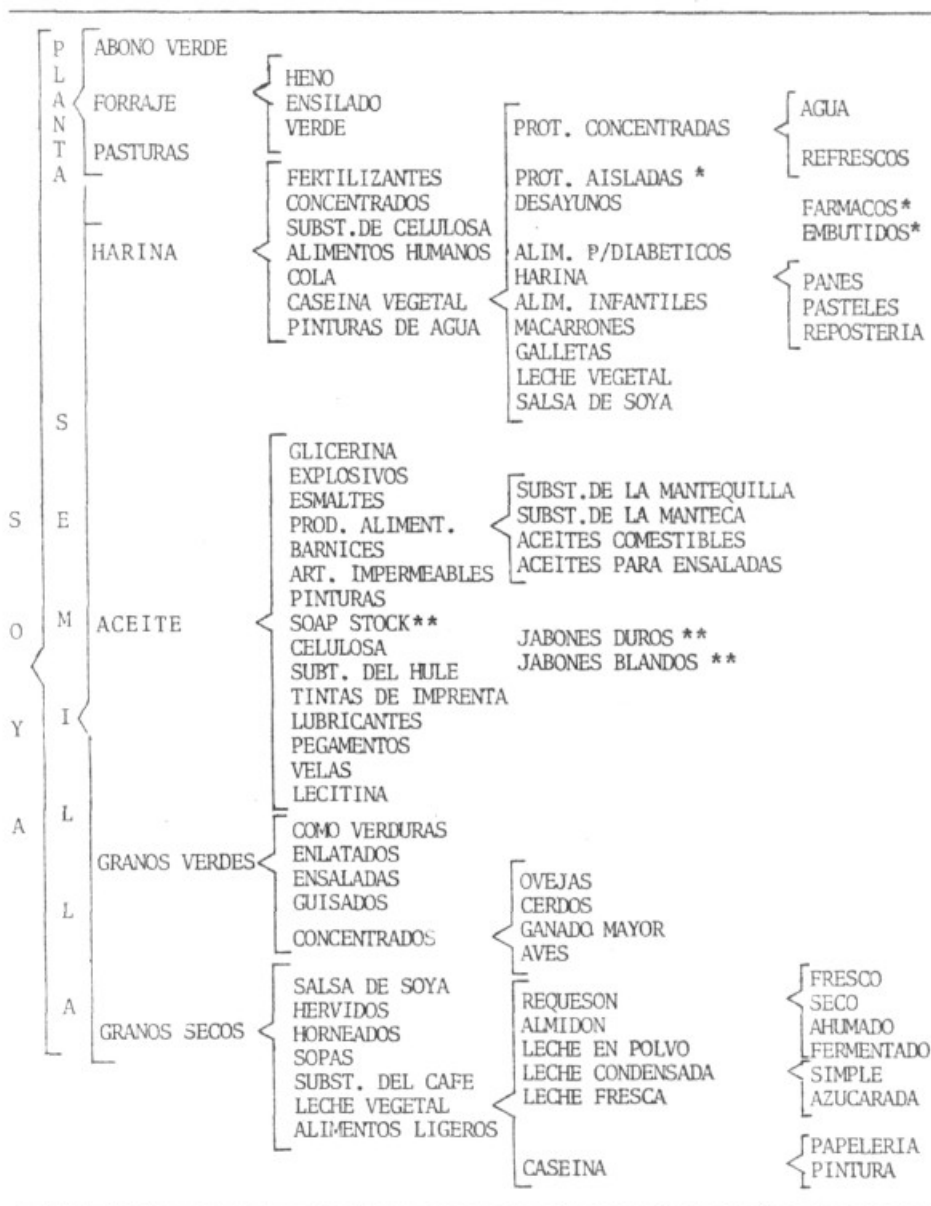 SOYA
PLANTA
ABONO VERDE
FORRAJE
HENO
ENSILADO
VERDE
PASTURAS
SEMILLA
HARINA
FERTILIZANTES
CONCENTRADOS
SUBST.DE CELULOSA
ALIMENTOS HUMANOS
COLA
CASEINA VEGETAL
PINTURAS DE AGUA
PROT. CONCENTRADAS
AGUA
REFRESCOS
PROT. AISLADAS *
DESAYUNOS
FARMACOS*
EMBUTIDOS*
ALIM. P/DIABETICOS
HARINA
ALIM. INFANTILES
MACARRONES
GALLETAS
LECHE VEGETAL
SALSA DE SOYA
PANES
PASTELES
REPOSTERIA
ACEITE
GLICERINA
EXPLOSIVOS
ESMALTES
PROD. ALIMENT.
BARNICES
ART. IMPERMEABLES
PINTURAS
SOAP STOCK**
CELULOSA
SUBT. DEL HULE
TINTAS DE IMPRENTA
LUBRICANTES
PEGAMENTOS
VELAS
LECITINA
SUBST.DE LA MANTEQUILLA
SUBST.DE LA MANTECA
ACEITES COMESTIBLES
ACEITES PARA ENSALADAS
JABONES DUROS **
JABONES BLANDOS **
GRANOS VERDES
COMO VERDURAS
ENLATADOS
ENSALADAS
GUISADOS
CONCENTRADOS
OVEJAS
CERDOS
GANADO MAYOR
AVES
GRANOS SECOS
SALSA DE SOYA
HERVIDOS
HORNEADOS
SOPAS
SUBST. DEL CAFE
LECHE VEGETAL
ALIMENTOS LIGEROS
REQUESON
ALMIDON
LECHE EN POLVO
LECHE CONDENSADA
LECHE FRESCA
CASEINA
FRESCO
SECO
AHUMADO
FERMENTADO
SIMPLE
AZUCARADA
PAPELERIA
PINTURA